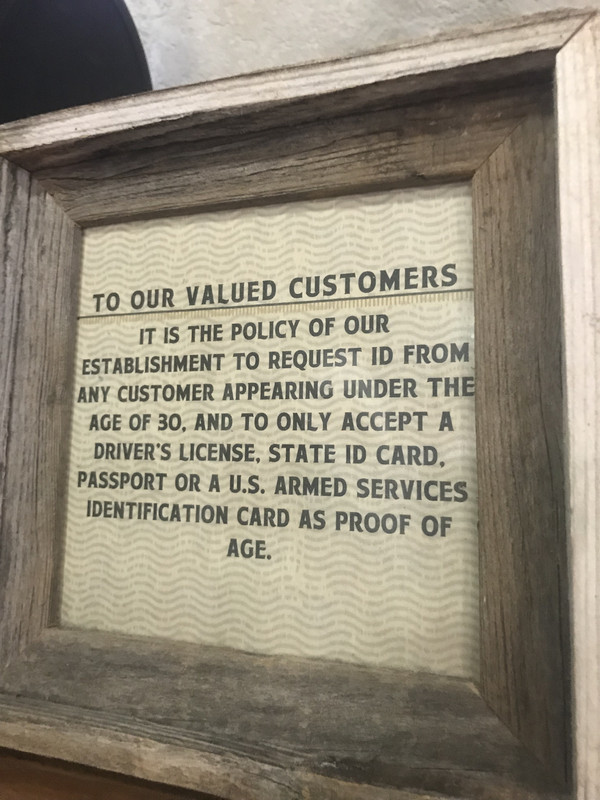 TO OUR VALUED CUSTOMERS
IT IS THE POLICY OF OUR
ESTABLISHMENT TO REQUEST ID FROM
ANY CUSTOMER APPEARING UNDER THE
AGE OF 30, AND TO ONLY ACCEPT A
DRIVER'S LICENSE, STATE ID CARD,
PASSPORT OR A U.S. ARMED SERVICES
IDENTIFICATION CARD AS PROOF OF
AGE.